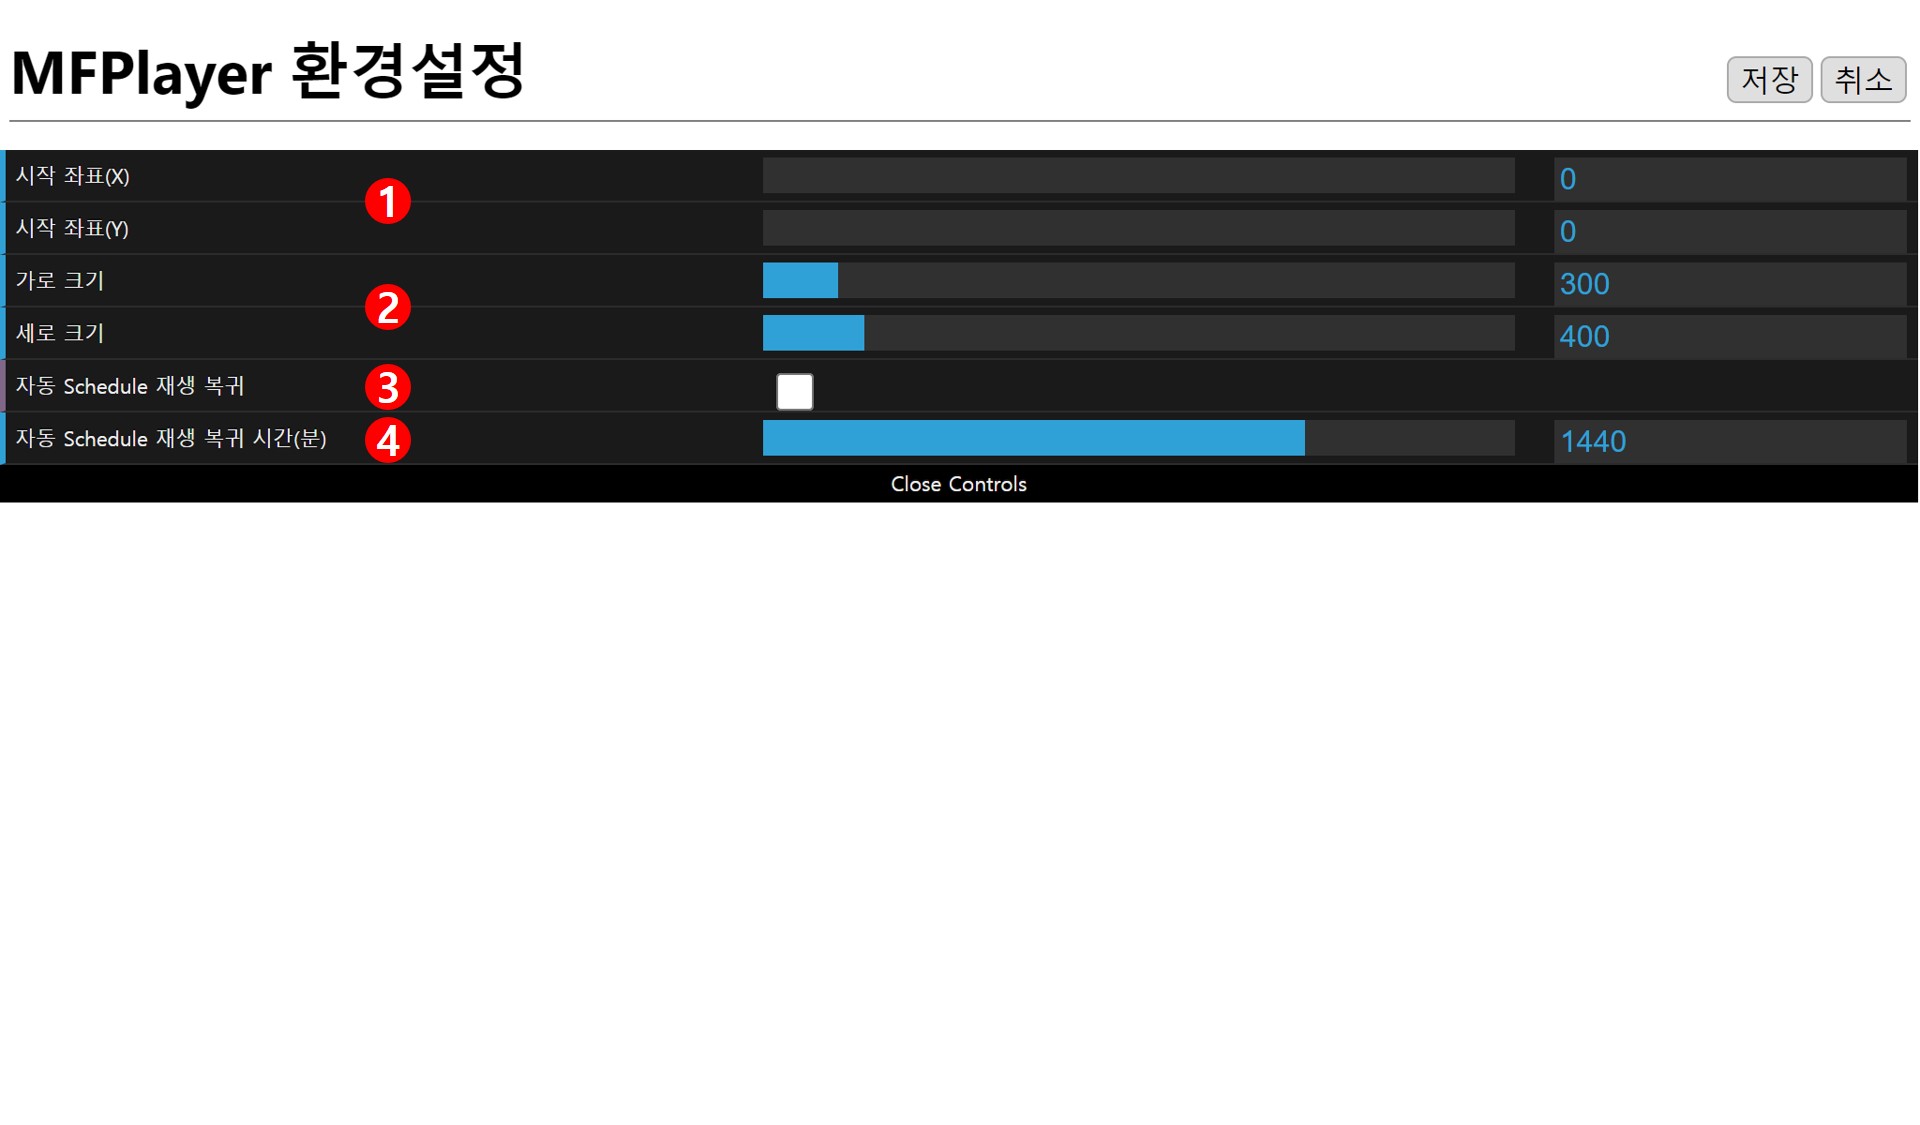 MFPlayer 환경설정
저장 취소
시작 좌표(X) 0
1
시작 좌표(Y) 0
가로 크기 300
2
세로 크기 400
자동 Schedule 재생 복귀 3
자동 Schedule 재생 복귀 시간(분) 4 1440
Close Controls